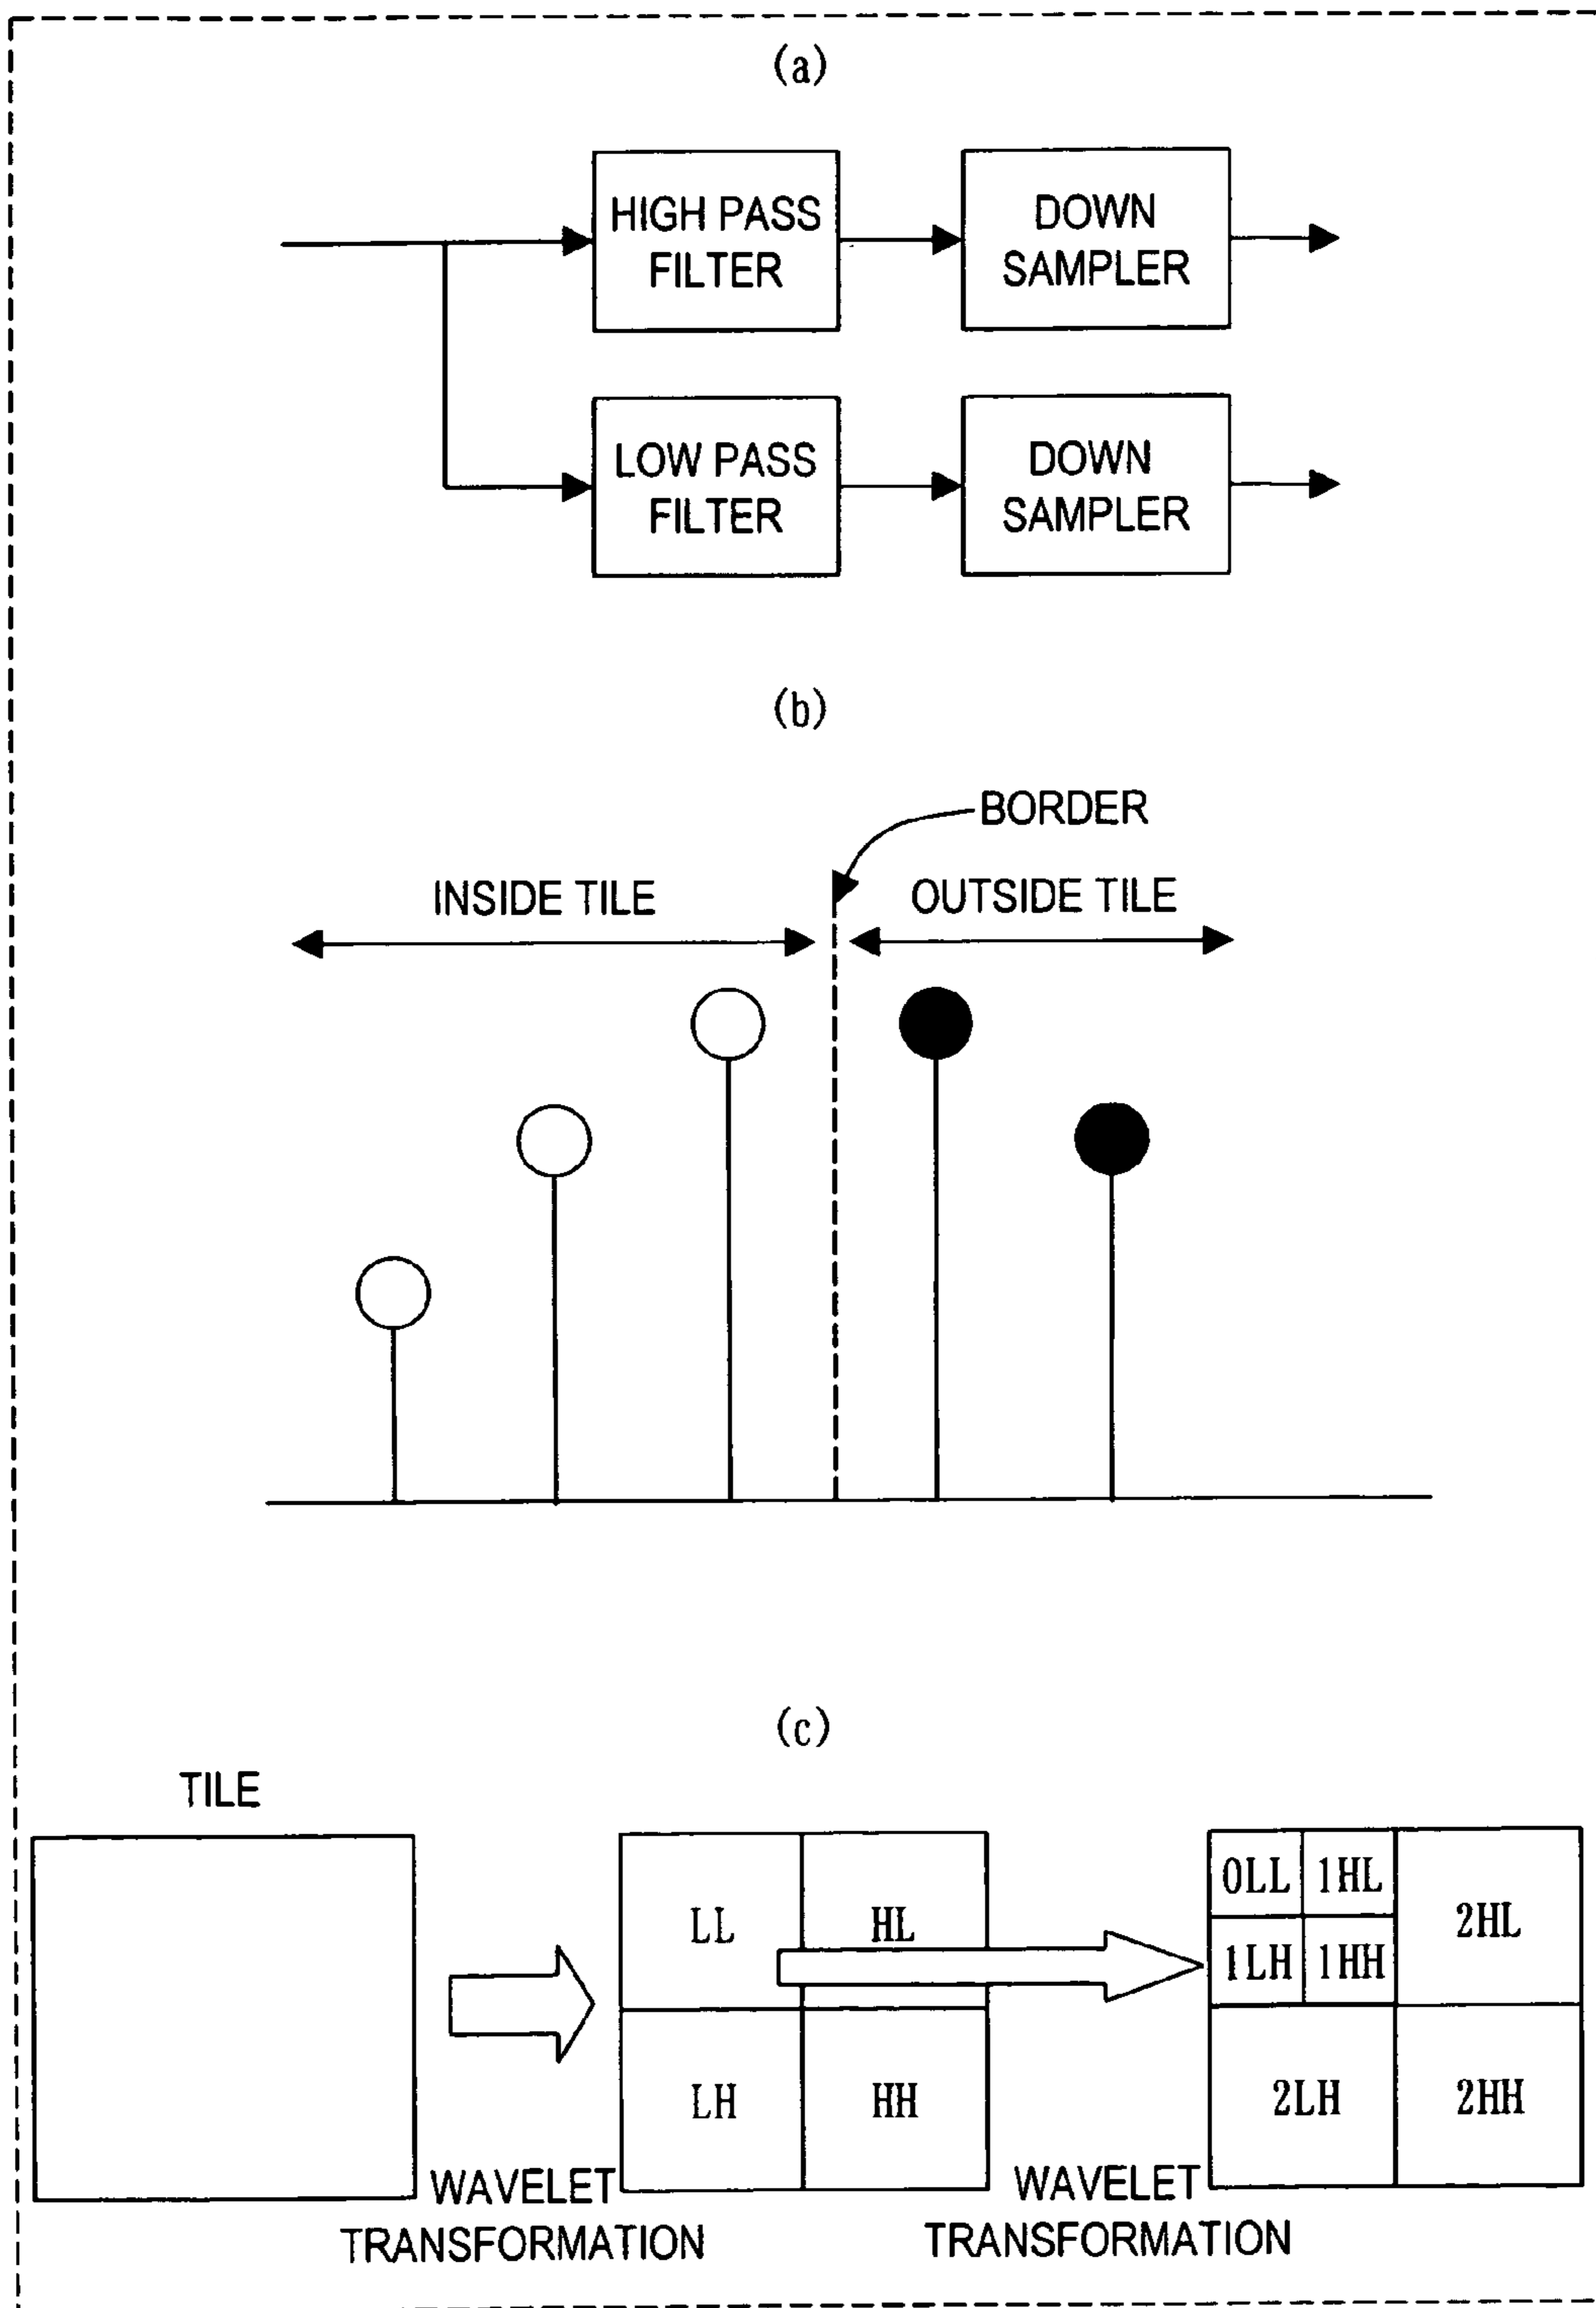 (a)
HIGH PASS
FILTER
DOWN
SAMPLER
LOW PASS
FILTER
DOWN
SAMPLER
(b)
BORDER
INSIDE TILE
OUTSIDE TILE
(c)
TILE
LL
HL
LH
HH
0LL
1HL
1LH
1HH
2HL
2LH
2HH
WAVELET
TRANSFORMATION
WAVELET
TRANSFORMATION